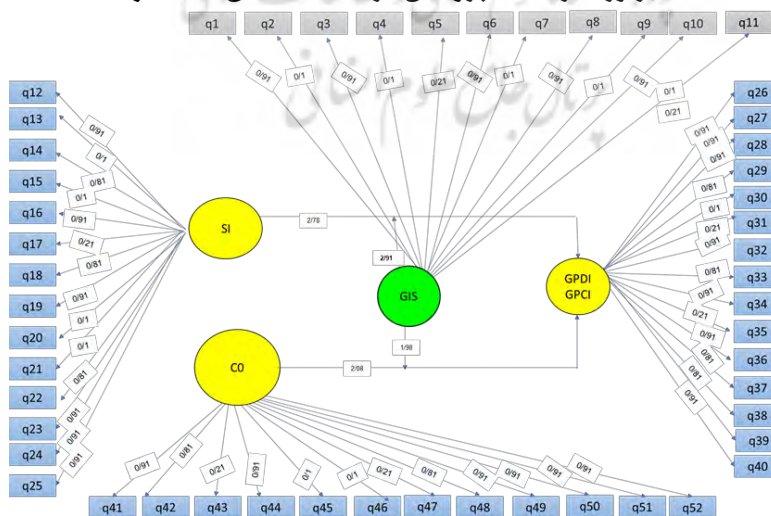 q1 q2 q3 q4 q5 q6 q7 q8 q9 q10 q11
0/91 0/1 0/91 0/1 0/21 0/91 0/1 0/91 0/1 0/91 0/1
0/21
q12
q13
q14
q15
q16
q17
q18
q19
q20
q21
q22
q23
q24
q25
0/91
0/1
0/81
0/1
0/91
0/21
0/81
0/91
0/1
0/1
0/81
0/91
0/91
0/91
SI
2/78
2/91
GIS
1/98
C0
2/08
GPDI
GPCI
q26
q27
q28
q29
q30
q31
q32
q33
q34
q35
q36
q37
q38
q39
q40
0/91
0/91
0/91
0/81
0/1
0/21
0/91
0/81
0/91
0/21
0/91
0/81
0/81
0/91
0/91 0/81 0/21 0/91 0/1 0/1 0/21 0/81 0/91 0/91 0/91 0/91
q41 q42 q43 q44 q45 q46 q47 q48 q49 q50 q51 q52